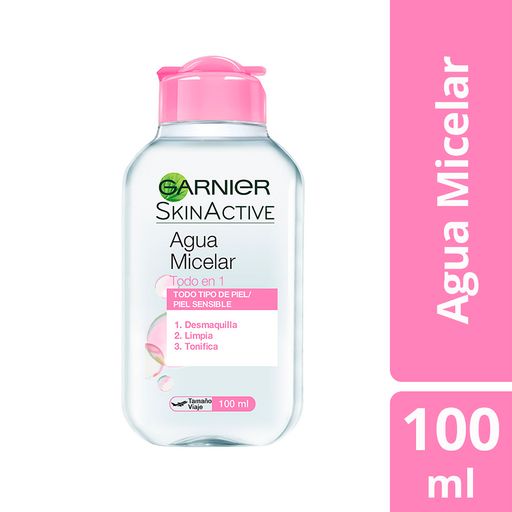 GARNIER
SKINACTIVE
Agua
Micelar
Todo en 1
TODO TIPO DE PIEL/
PIEL SENSIBLE
1. Desmaquilla
2. Limpia
3. Tonifica
Tamaño
Viaje
100 ml
Agua Micelar
100
ml